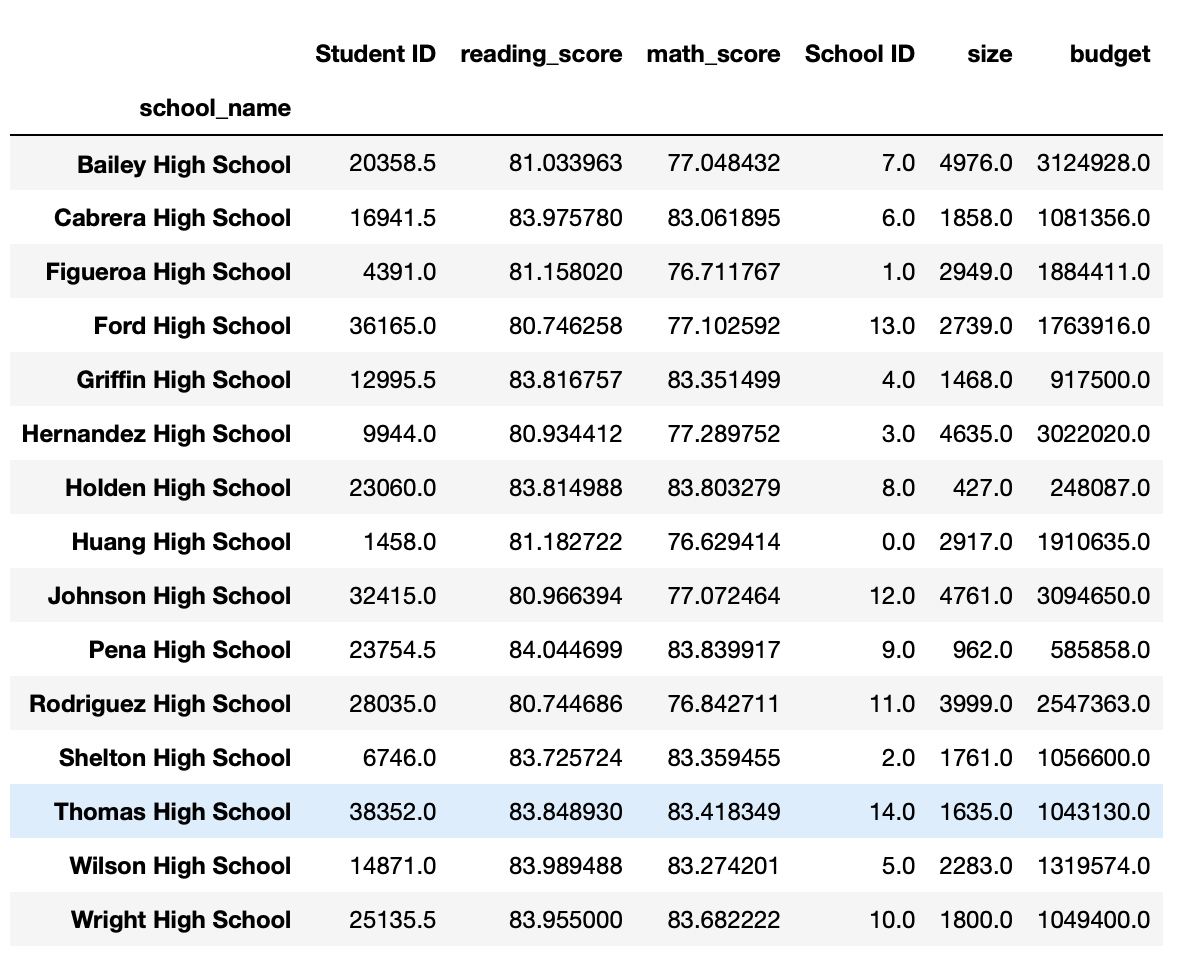 Student ID reading_score math_score School ID size budget
school_name
Bailey High School 20358.5 81.033963 77.048432 7.0 4976.0 3124928.0
Cabrera High School 16941.5 83.975780 83.061895 6.0 1858.0 1081356.0
Figueroa High School 4391.0 81.158020 76.711767 1.0 2949.0 1884411.0
Ford High School 36165.0 80.746258 77.102592 13.0 2739.0 1763916.0
Griffin High School 12995.5 83.816757 83.351499 4.0 1468.0 917500.0
Hernandez High School 9944.0 80.934412 77.289752 3.0 4635.0 3022020.0
Holden High School 23060.0 83.814988 83.803279 8.0 427.0 248087.0
Huang High School 1458.0 81.182722 76.629414 0.0 2917.0 1910635.0
Johnson High School 32415.0 80.966394 77.072464 12.0 4761.0 3094650.0
Pena High School 23754.5 84.044699 83.839917 9.0 962.0 585858.0
Rodriguez High School 28035.0 80.744686 76.842711 11.0 3999.0 2547363.0
Shelton High School 6746.0 83.725724 83.359455 2.0 1761.0 1056600.0
Thomas High School 38352.0 83.848930 83.418349 14.0 1635.0 1043130.0
Wilson High School 14871.0 83.989488 83.274201 5.0 2283.0 1319574.0
Wright High School 25135.5 83.955000 83.682222 10.0 1800.0 1049400.0